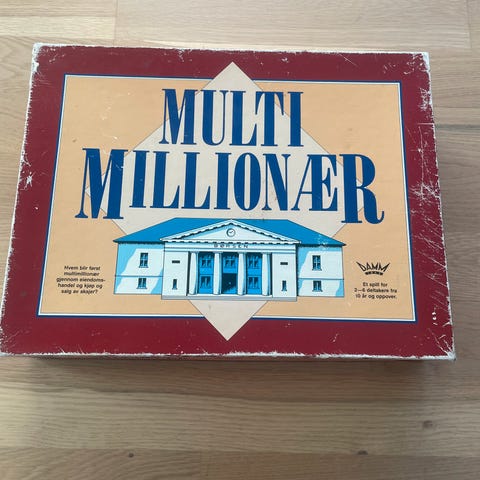 MULTI
MILLIONÆR
BØRSEN
Hvem blir først
multimillionær
gjennom eiendoms-
handel og kjøp og
salg av aksjer?
DAMM
Et spill for
2–6 deltakere fra
10 år og oppover.